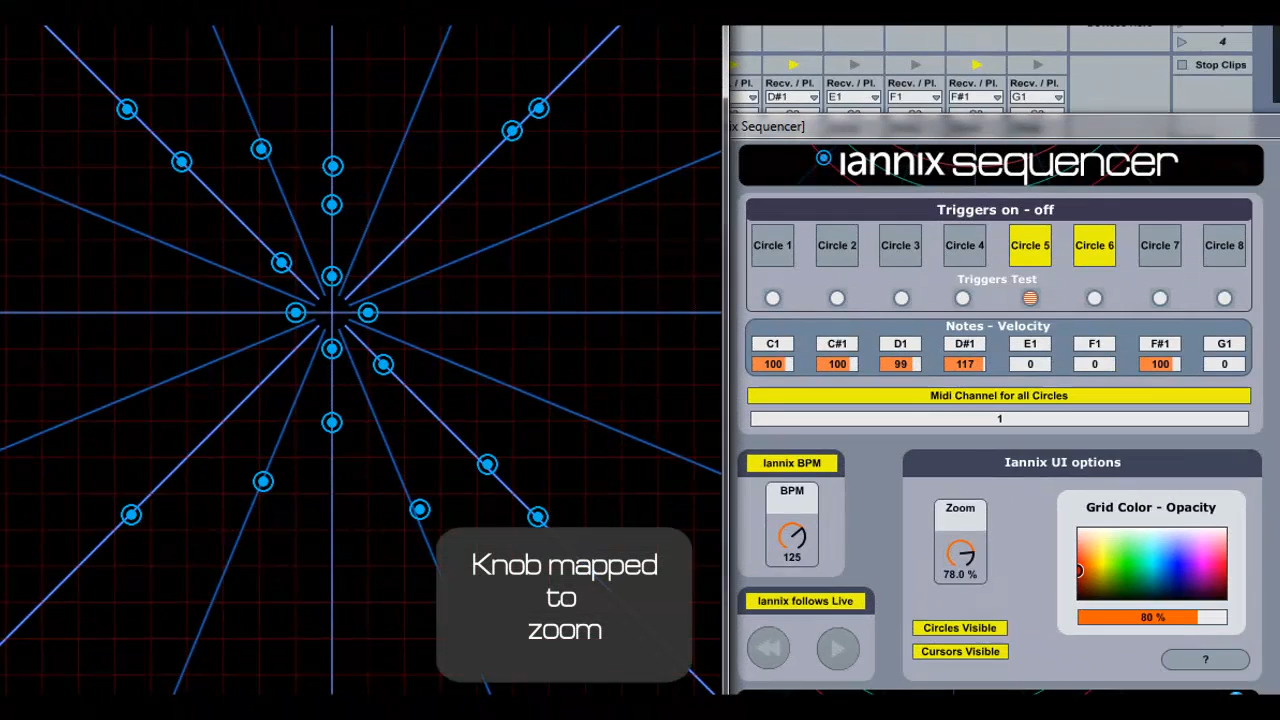 4
Stop Clips
/ Pl. Recv. / Pl. Recv. / Pl. Recv. / Pl. Recv. / Pl. Recv. / Pl.
D#1 E1 F1 F#1 G1
Sequencer]
iannix sequencer
Triggers on - off
Circle 1 Circle 2 Circle 3 Circle 4 Circle 5 Circle 6 Circle 7 Circle 8
Triggers Test
Notes - Velocity
C1 C#1 D1 D#1 E1 F1 F#1 G1
100 100 99 117 0 0 100 0
Midi Channel for all Circles
1
Iannix BPM
BPM
125
Iannix follows Live
Iannix UI options
Zoom
78.0 %
Grid Color - Opacity
80 %
Circles Visible
Cursors Visible
?
Knob mapped
to
zoom